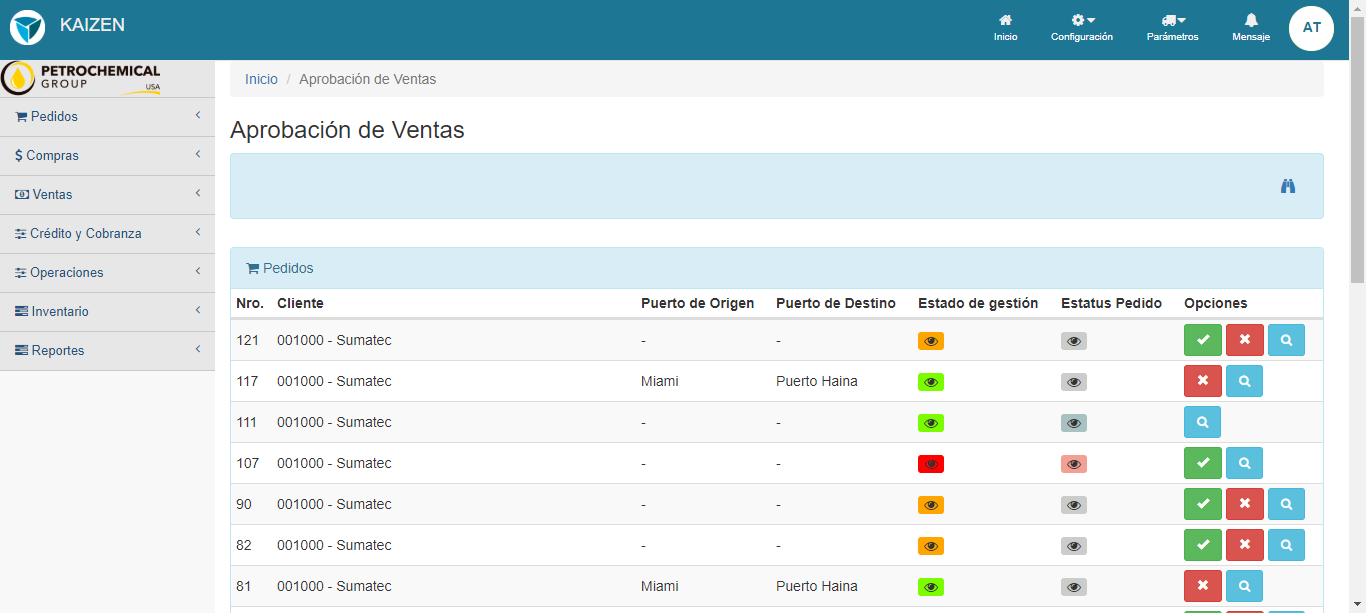 KAIZEN
Inicio
Configuración
Parámetros
Mensaje
AT
PETROCHEMICAL
GROUP
USA
Pedidos
Compras
Ventas
Crédito y Cobranza
Operaciones
Inventario
Reportes
Inicio / Aprobación de Ventas
Aprobación de Ventas
Pedidos
Nro. Cliente Puerto de Origen Puerto de Destino Estado de gestión Estatus Pedido Opciones
121 001000 - Sumatec - -
117 001000 - Sumatec Miami Puerto Haina
111 001000 - Sumatec - -
107 001000 - Sumatec - -
90 001000 - Sumatec - -
82 001000 - Sumatec - -
81 001000 - Sumatec Miami Puerto Haina